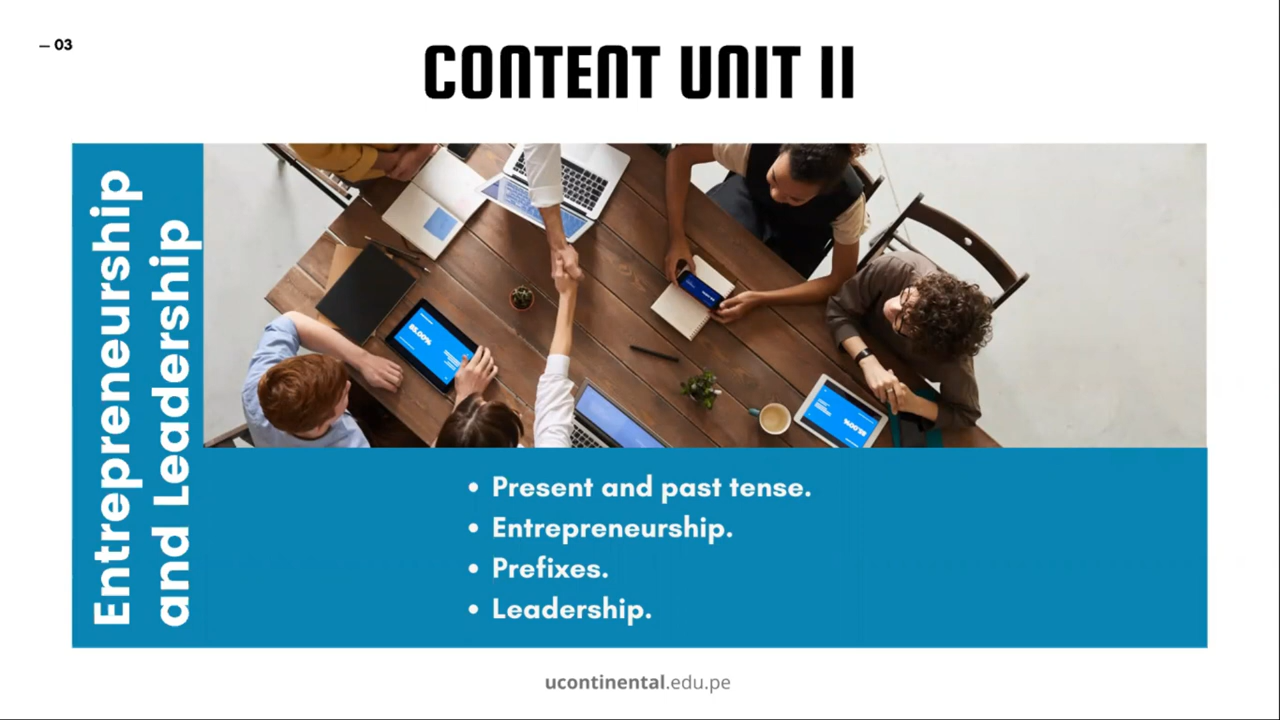 — 03
CONTENT UNIT II
Entrepreneurship
and Leadership
• Present and past tense.
• Entrepreneurship.
• Prefixes.
• Leadership.
ucontinental.edu.pe